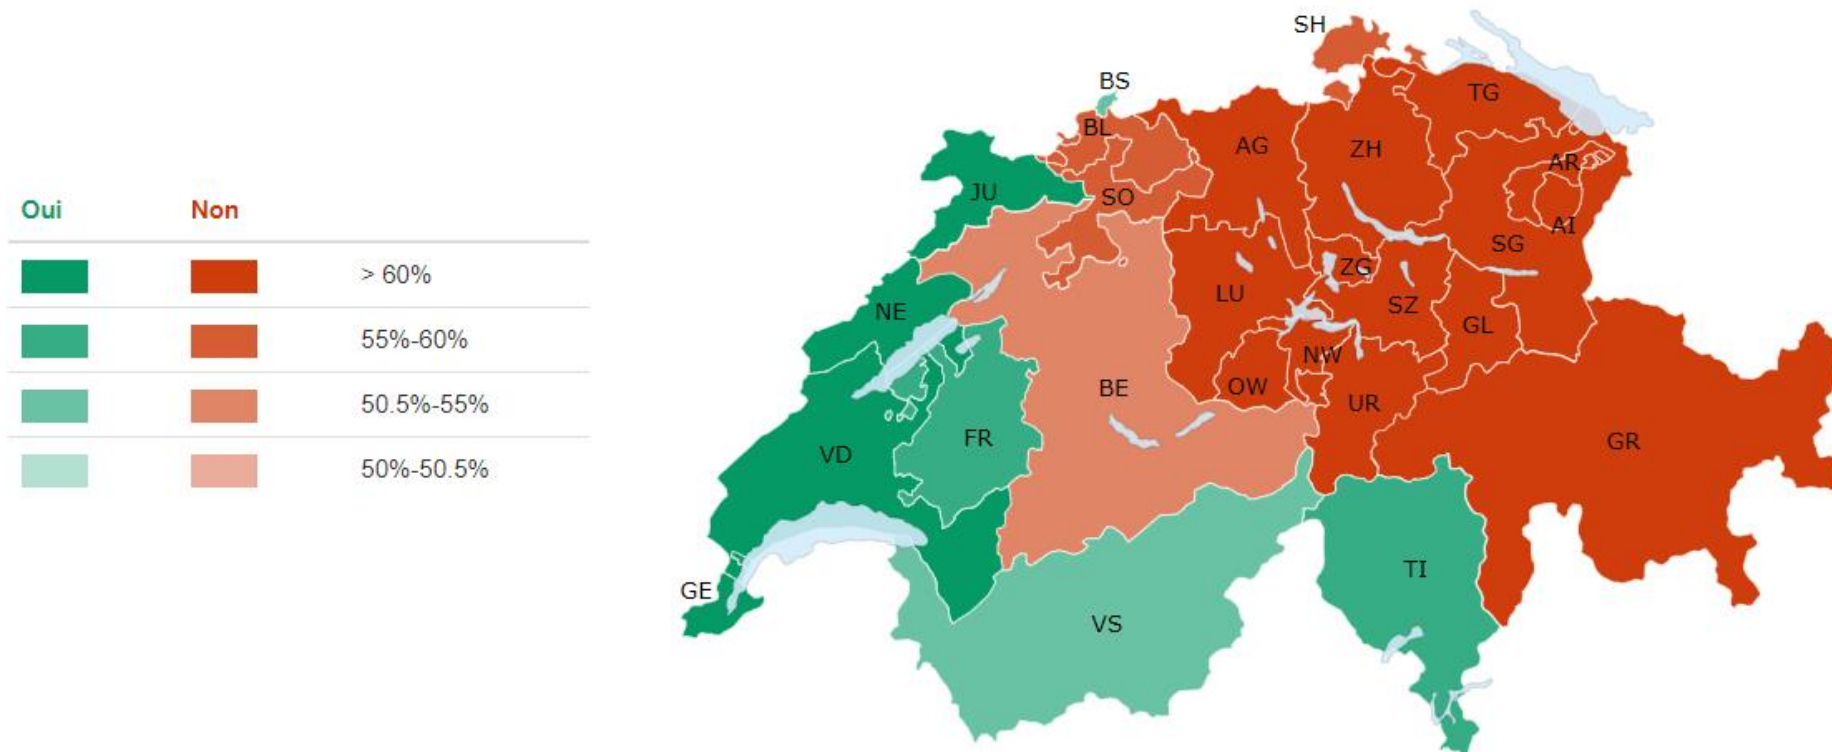 Oui Non
> 60%
55%-60%
50.5%-55%
50%-50.5%
SH
BS
TG
BL
AG
ZH
AR
JU
SO
AI
SG
ZG
LU
SZ
NE
GL
NW
BE
OW
UR
FR
VD
GR
TI
GE
VS